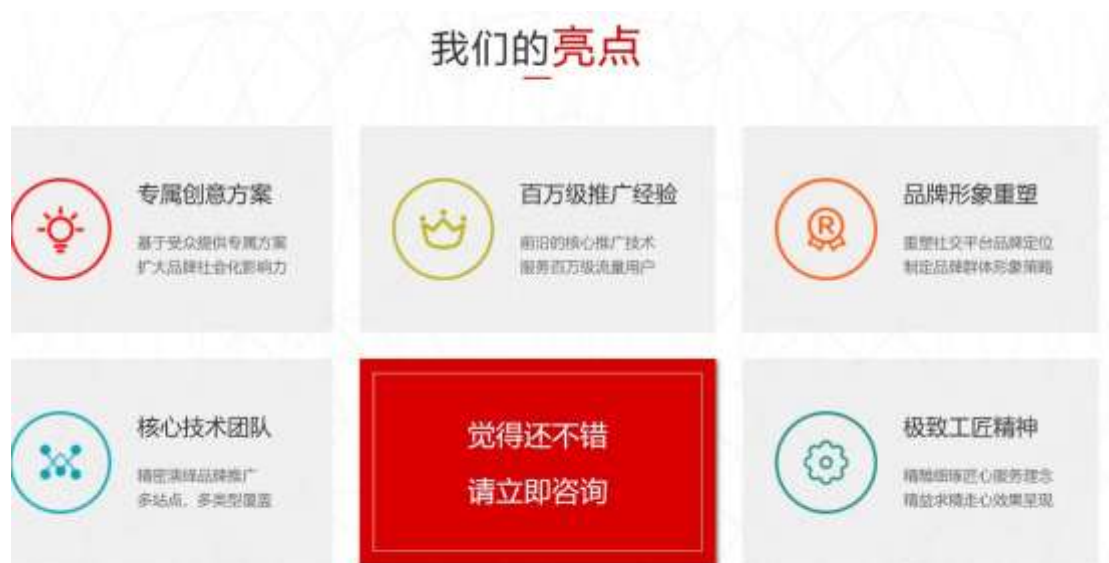 我们的亮点
专属创意方案
基于受众提供专属方案
扩大品牌社会化影响力
百万级推广经验
前沿的核心推广技术
服务百万级流量用户
品牌形象重塑
重塑社交平台品牌定位
制定品牌群体形象策略
核心技术团队
精密演绎品牌推广
多站点、多类型覆盖
觉得还不错
请立即咨询
极致工匠精神
精雕细琢匠心服务理念
精益求精走心效果呈现